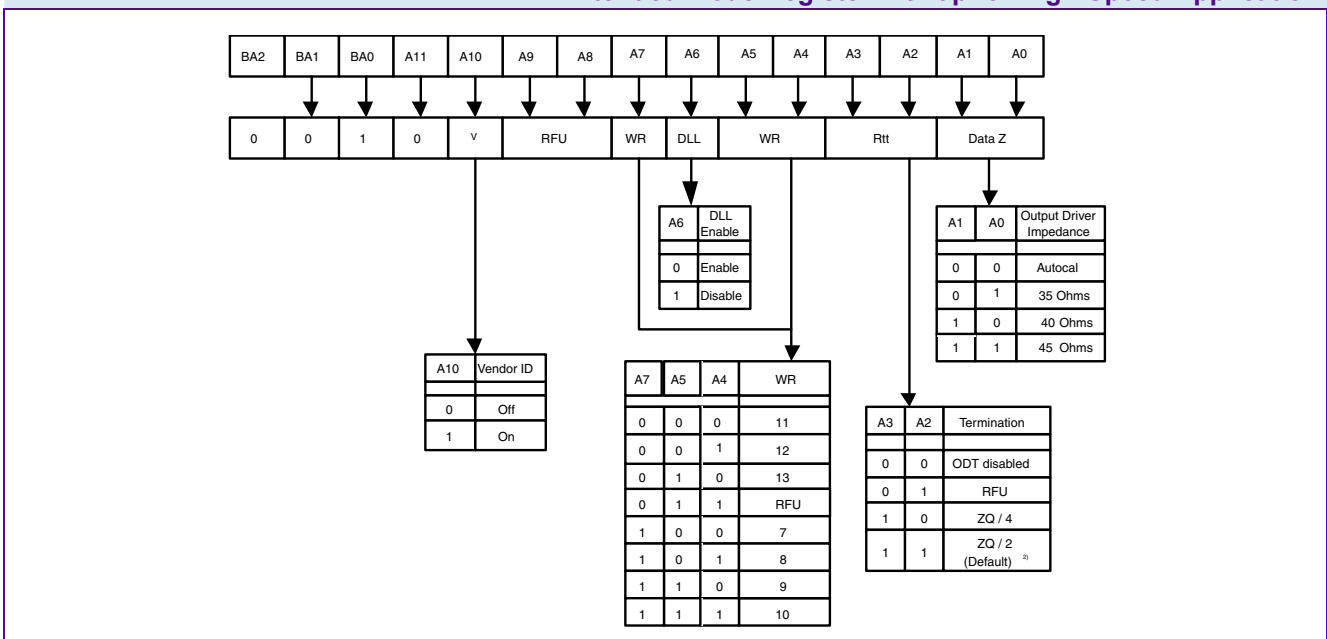 Mode Register Speed Application
BA2 BA1 BA0 A11 A10 A9 A8 A7 A6 A5 A4 A3 A2 A1 A0
0 0 1 0 V RFU WR DLL WR Rtt Data Z
A6 DLL Enable
0 Enable
1 Disable
A1 A0 Output Driver Impedance
0 0 Autocal
0 1 35 Ohms
1 0 40 Ohms
1 1 45 Ohms
A10 Vendor ID
0 Off
1 On
A7 A5 A4 WR
0 0 0 11
0 0 1 12
0 1 0 13
0 1 1 RFU
1 0 0 7
1 0 1 8
1 1 0 9
1 1 1 10
A3 A2 Termination
0 0 ODT disabled
0 1 RFU
1 0 ZQ / 4
1 1 ZQ / 2
(Default) 2)